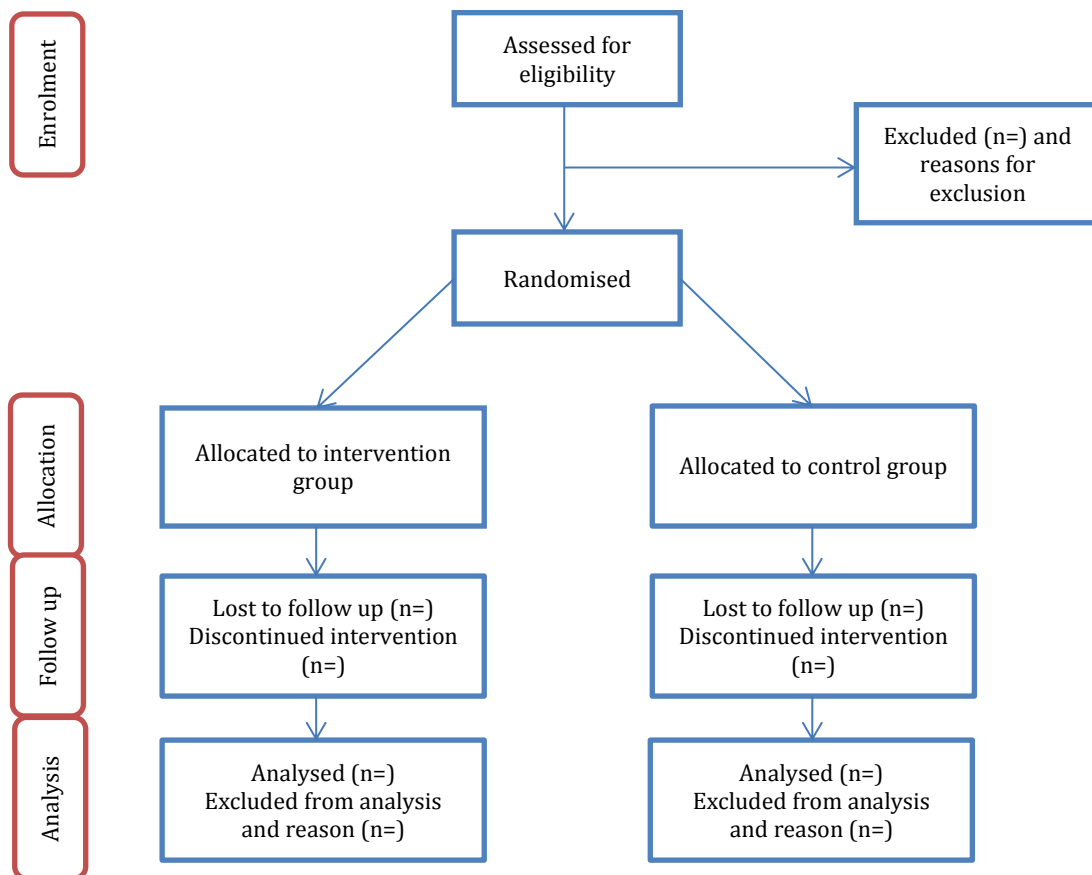 Enrolment
Assessed for
eligibility
Excluded (n=) and
reasons for
exclusion
Randomised
Allocation
Allocated to intervention
group
Allocated to control group
Follow up
Lost to follow up (n=)
Discontinued intervention
(n=)
Lost to follow up (n=)
Discontinued intervention
(n=)
Analysis
Analysed (n=)
Excluded from analysis
and reason (n=)
Analysed (n=)
Excluded from analysis
and reason (n=)